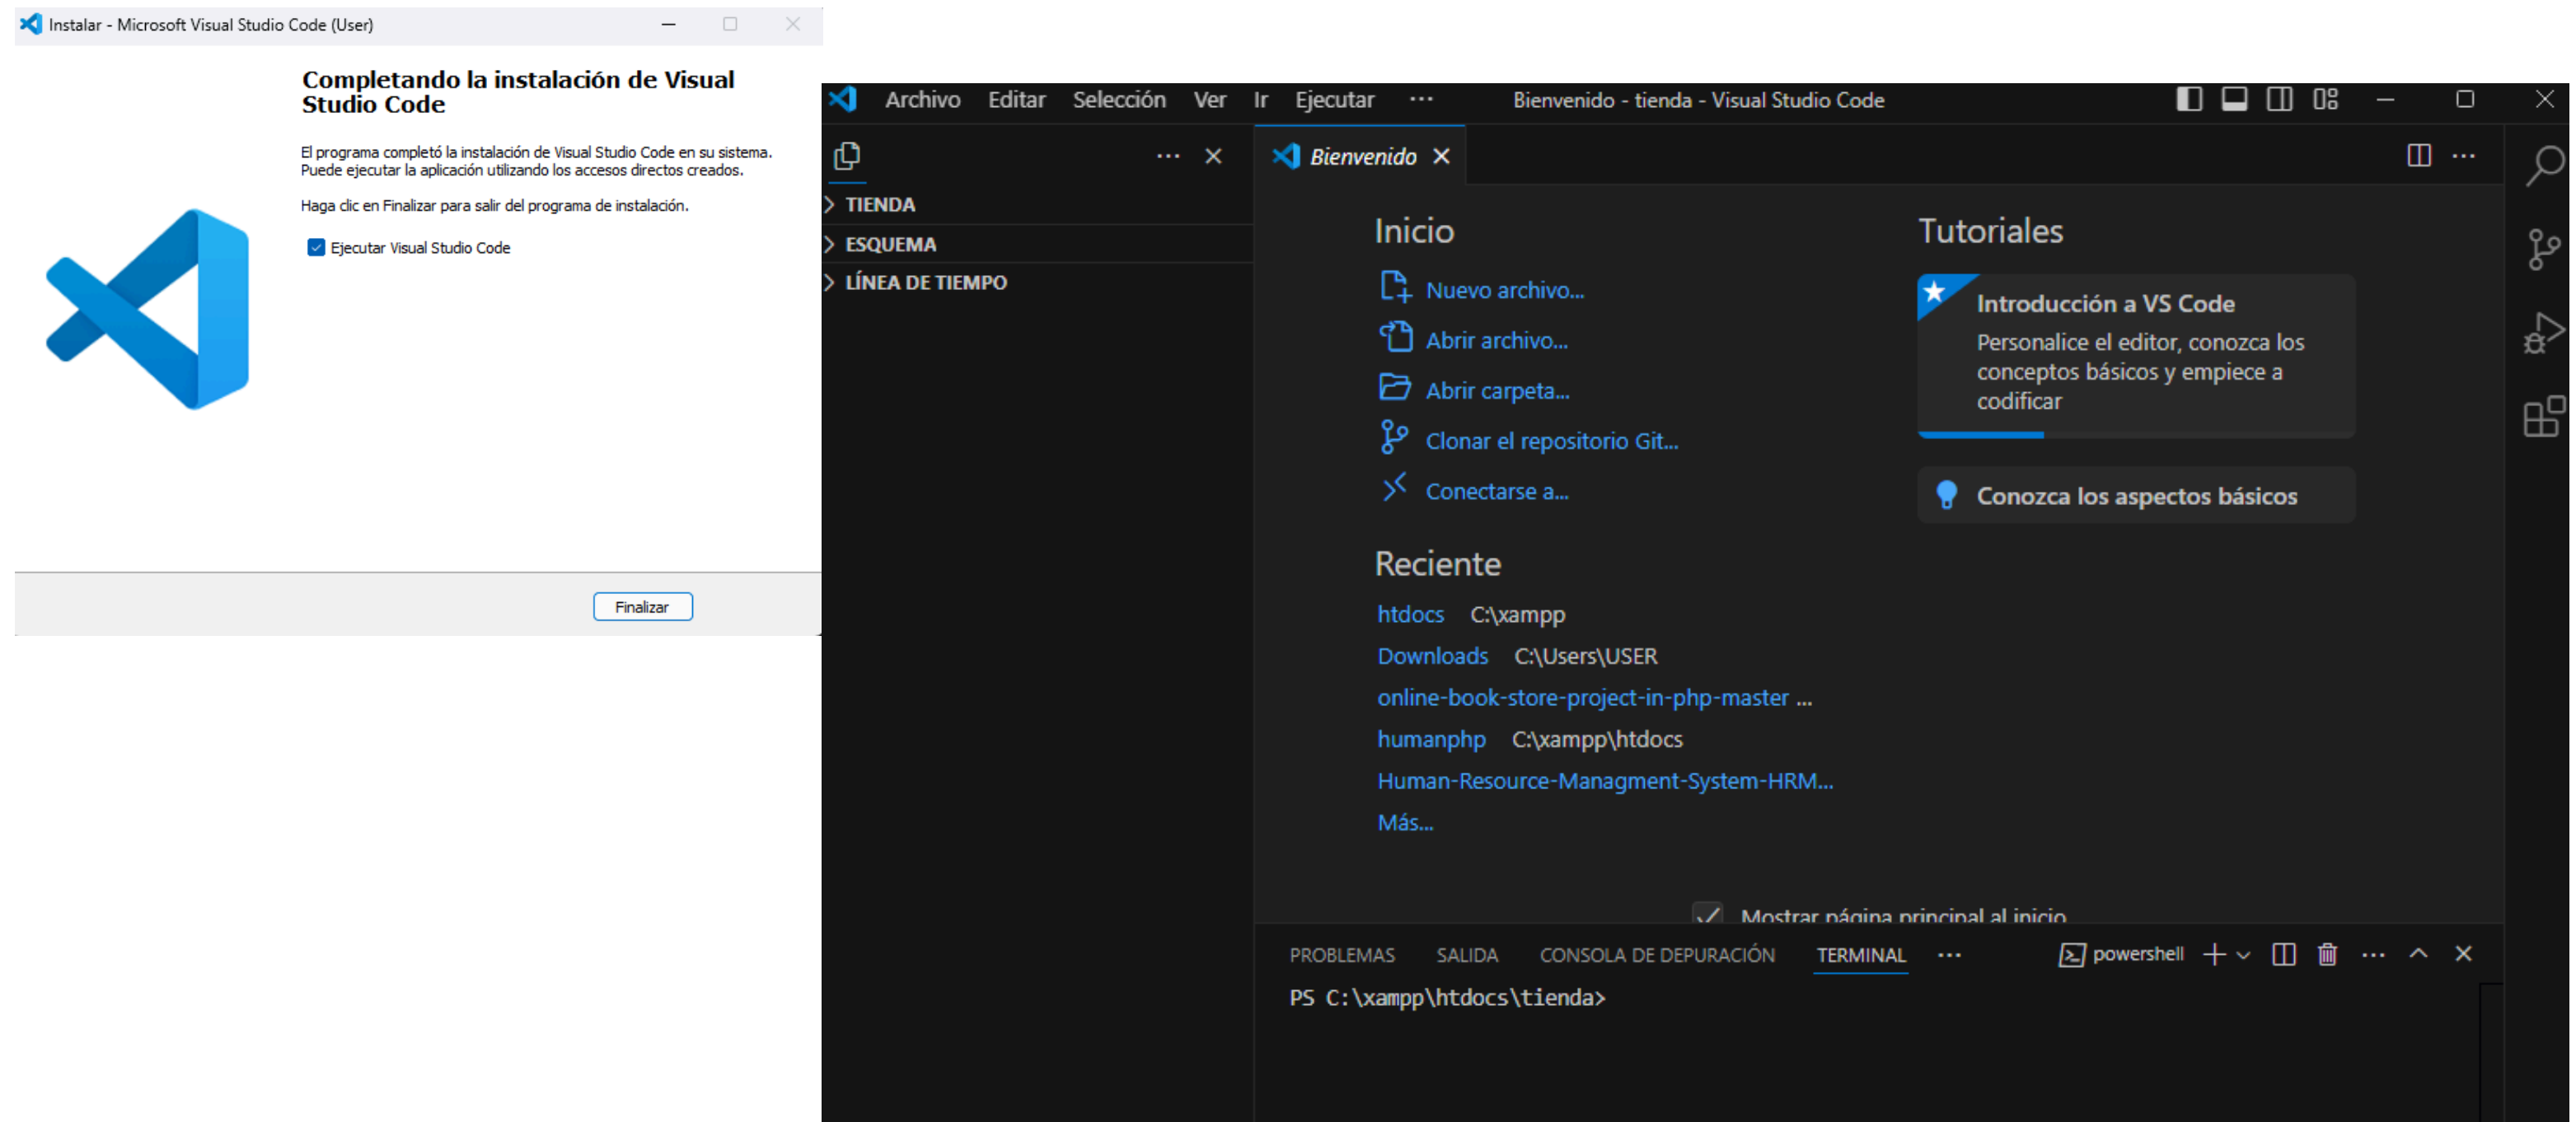 Instalar - Microsoft Visual Studio Code (User)
Completando la instalación de Visual
Studio Code
El programa completó la instalación de Visual Studio Code en su sistema.
Puede ejecutar la aplicación utilizando los accesos directos creados.
Haga clic en Finalizar para salir del programa de instalación.
Ejecutar Visual Studio Code
Finalizar
Archivo Editar Selección Ver Ir Ejecutar ··· Bienvenido - tienda - Visual Studio Code
Bienvenido
TIENDA
ESQUEMA
LÍNEA DE TIEMPO
Inicio
Nuevo archivo...
Abrir archivo...
Abrir carpeta...
Clonar el repositorio Git...
Conectarse a...
Reciente
htdocs C:\xampp
Downloads C:\Users\USER
online-book-store-project-in-php-master ...
humanphp C:\xampp\htdocs
Human-Resource-Managment-System-HRM...
Más...
Tutoriales
Introducción a VS Code
Personalice el editor, conozca los
conceptos básicos y empiece a
codificar
Conozca los aspectos básicos
Mostrar página principal al inicio
PROBLEMAS SALIDA CONSOLA DE DEPURACIÓN TERMINAL ··· powershell
PS C:\xampp\htdocs\tienda>